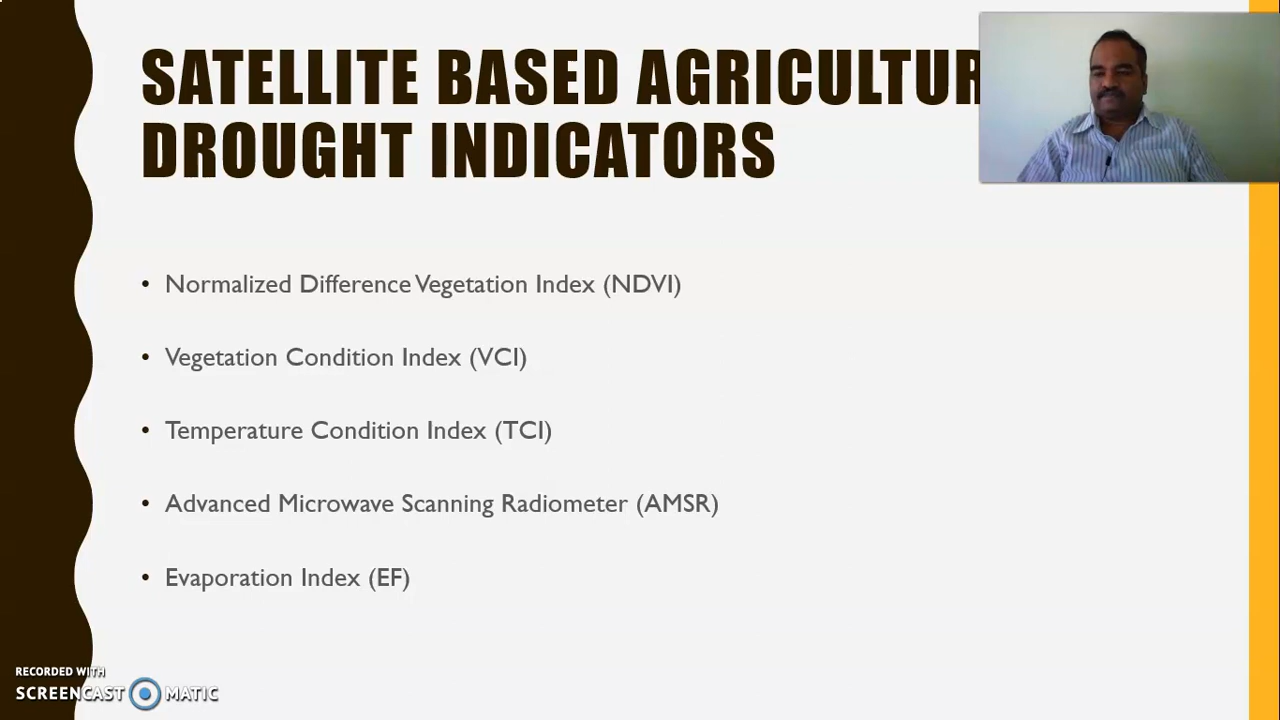 SATELLITE BASED AGRICULTUR
DROUGHT INDICATORS
• Normalized Difference Vegetation Index (NDVI)
• Vegetation Condition Index (VCI)
• Temperature Condition Index (TCI)
• Advanced Microwave Scanning Radiometer (AMSR)
• Evaporation Index (EF)
RECORDED WITH
SCREENCAST MATIC